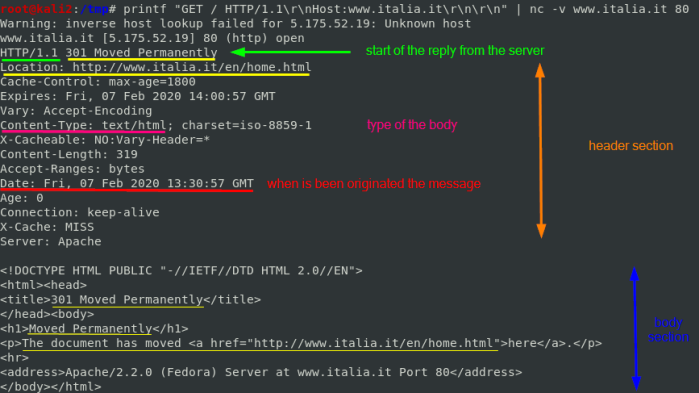 root@kali2:/tmp# printf "GET / HTTP/1.1\r\nHost:www.italia.it\r\n\r\n" | nc -v www.italia.it 80
Warning: inverse host lookup failed for 5.175.52.19: Unknown host
www.italia.it [5.175.52.19] 80 (http) open
HTTP/1.1 301 Moved Permanently start of the reply from the server
Location: http://www.italia.it/en/home.html
Cache-Control: max-age=1800
Expires: Fri, 07 Feb 2020 14:00:57 GMT
Vary: Accept-Encoding
Content-Type: text/html; charset=iso-8859-1 type of the body
X-Cacheable: NO:Vary-Header=*
header section
Content-Length: 319
Accept-Ranges: bytes
Date: Fri, 07 Feb 2020 13:30:57 GMT when is been originaled the message
Age: 0
Connection: keep-alive
X-Cache: MISS
Server: Apache
<!DOCTYPE HTML PUBLIC "-//IETF//DTD HTML 2.0//EN">
<html><head>
<title>301 Moved Permanently</title>
</head><body>
<h1>Moved Permanently</h1>
<p>The document has moved <a href="http://www.italia.it/en/home.html">here</a>.</p>
body section
<hr>
<address>Apache/2.2.0 (Fedora) Server at www.italia.it Port 80</address>
</body></html>